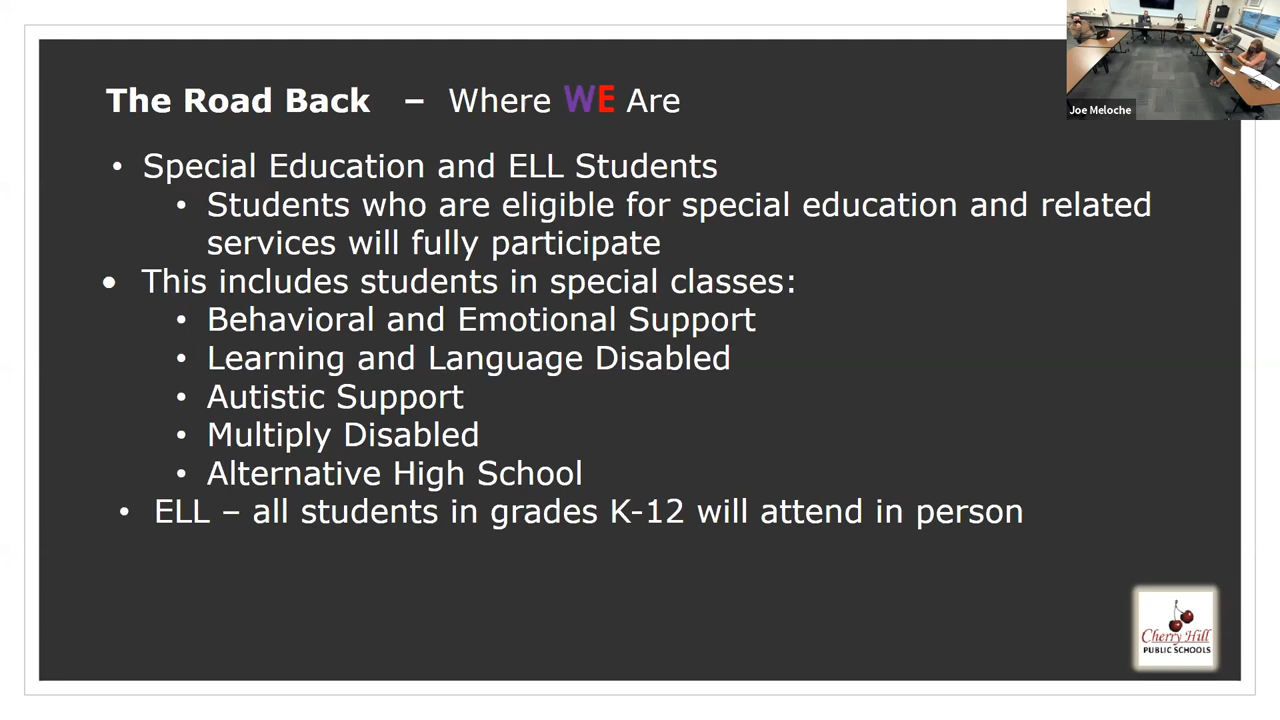 The Road Back – Where WE Are
Joe Meloche
• Special Education and ELL Students
• Students who are eligible for special education and related
services will fully participate
• This includes students in special classes:
• Behavioral and Emotional Support
• Learning and Language Disabled
• Autistic Support
• Multiply Disabled
• Alternative High School
• ELL – all students in grades K-12 will attend in person
Cherry Hill
PUBLIC SCHOOLS